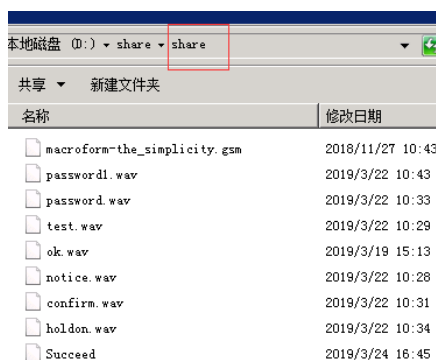 本地磁盘 (D:) ▾ share ▾ share
共享 ▾ 新建文件夹
名称 修改日期
macroform-the_simplicity.gsm 2018/11/27 10:43
password1.wav 2019/3/22 10:43
password.wav 2019/3/22 10:33
test.wav 2019/3/22 10:29
ok.wav 2019/3/19 15:13
notice.wav 2019/3/22 10:28
confirm.wav 2019/3/22 10:31
holdon.wav 2019/3/22 10:34
Succeed 2019/3/24 16:45